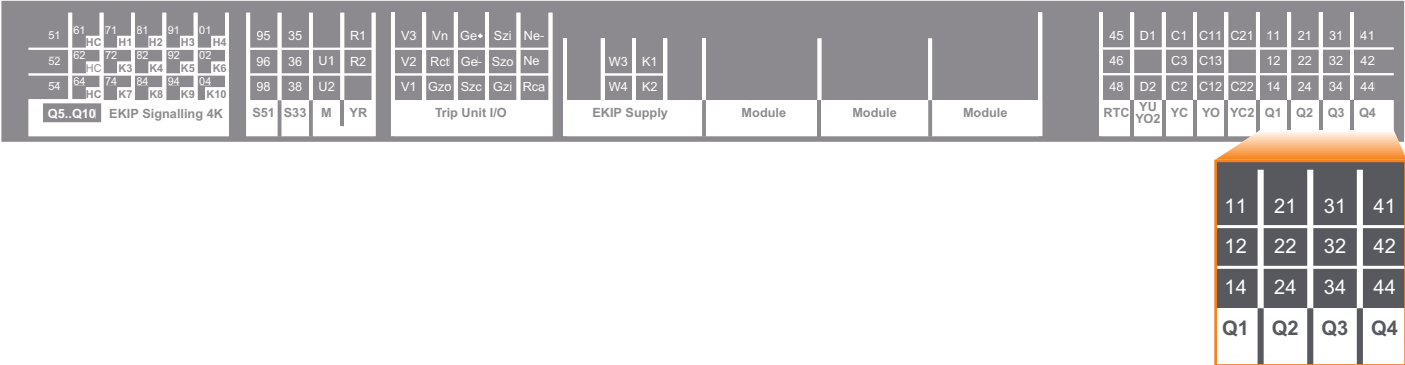 61 71 81 91 01
51 HC H1 H2 H3 H4 95 35 R1 V3 Vn Ge+ Szi Ne- 45 D1 C1 C11 C21 11 21 31 41
62 72 82 92 02
52 HC K3 K4 K5 K6 96 36 U1 R2 V2 Rct Ge- Szo Ne W3 K1 46 C3 C13 12 22 32 42
64 74 84 94 04
54 HC K7 K8 K9 K10 98 38 U2 V1 Gzo Szc Gzi Rca W4 K2 48 D2 C2 C12 C22 14 24 34 44
Q5..Q10 EKIP Signalling 4K S51 S33 M YR Trip Unit I/O EKIP Supply Module Module Module RTC YU YC YO YC2 Q1 Q2 Q3 Q4
YO2
11 21 31 41
12 22 32 42
14 24 34 44
Q1 Q2 Q3 Q4